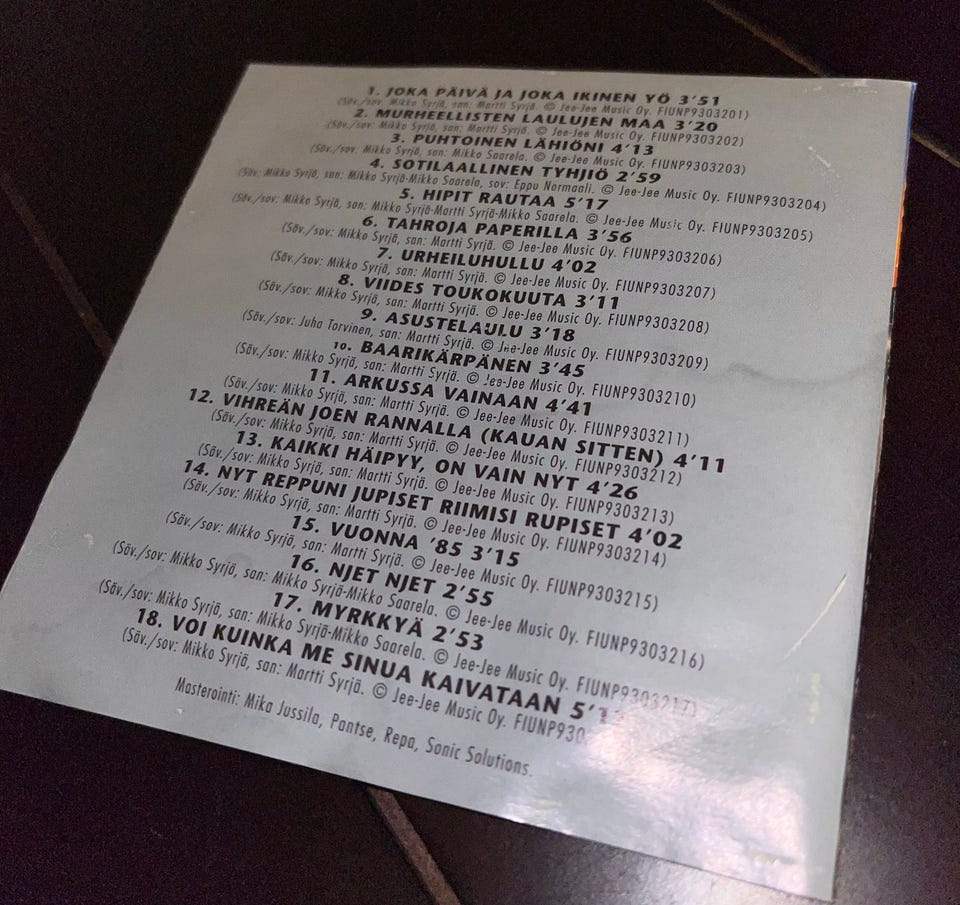 1. JOKA PÄIVÄ JA JOKA IKINEN YÖ 3'51
(Säv./sov: Mikko Syrjä, san: Martti Syrjä. © Jee-Jee Music Oy. FIUNP9303201)
2. MURHEELLISTEN LAULUJEN MAA 3'20
(Säv./sov: Mikko Syrjä, san: Martti Syrjä. © Jee-Jee Music Oy. FIUNP9303202)
3. PUHTOINEN LÄHIÖNI 4'13
(Säv./sov: Mikko Syrjä, san: Mikko Saarela. © Jee-Jee Music Oy. FIUNP9303203)
4. SOTILAALLINEN TYHJIÖ 2'59
(Säv: Mikko Syrjä, san: Mikko Syrjä-Mikko Saarela, sov: Eppu Normaali. © Jee-Jee Music Oy. FIUNP9303204)
5. HIPIT RAUTAA 5'17
(Säv./sov: Mikko Syrjä, san: Mikko Syrjä-Martti Syrjä-Mikko Saarela. © Jee-Jee Music Oy. FIUNP9303205)
6. TAHROJA PAPERILLA 3'56
(Säv./sov: Mikko Syrjä, san: Martti Syrjä. © Jee-Jee Music Oy. FIUNP9303206)
7. URHEILUHULLU 4'02
(Säv./sov: Mikko Syrjä, san: Martti Syrjä. © Jee-Jee Music Oy. FIUNP9303207)
8. VIIDES TOUKOKUUTA 3'11
(Säv./sov: Mikko Syrjä, san: Martti Syrjä. © Jee-Jee Music Oy. FIUNP9303208)
9. ASUSTELAULU 3'18
(Säv./sov: Juha Torvinen, san: Martti Syrjä. © Jee-Jee Music Oy. FIUNP9303209)
10. BAARIKÄRPÄNEN 3'45
(Säv./sov: Mikko Syrjä, san: Martti Syrjä. © Jee-Jee Music Oy. FIUNP9303210)
11. ARKUSSA VAINAAN 4'41
(Säv./sov: Mikko Syrjä, san: Martti Syrjä. © Jee-Jee Music Oy. FIUNP9303211)
12. VIHREÄN JOEN RANNALLA (KAUAN SITTEN) 4'11
(Säv./sov: Mikko Syrjä, san: Martti Syrjä. © Jee-Jee Music Oy. FIUNP9303212)
13. KAIKKI HÄIPYY, ON VAIN NYT 4'26
(Säv./sov: Mikko Syrjä, san: Martti Syrjä. © Jee-Jee Music Oy. FIUNP9303213)
14. NYT REPPUNI JUPISET RIIMISI RUPISET 4'02
(Säv./sov: Mikko Syrjä, san: Martti Syrjä. © Jee-Jee Music Oy. FIUNP9303214)
15. VUONNA '85 3'15
(Säv./sov: Mikko Syrjä, san: Martti Syrjä. © Jee-Jee Music Oy. FIUNP9303215)
16. NJET NJET 2'55
(Säv./sov: Mikko Syrjä, san: Mikko Syrjä-Mikko Saarela. © Jee-Jee Music Oy. FIUNP9303216)
17. MYRKKYÄ 2'53
(Säv./sov: Mikko Syrjä, san: Mikko Syrjä-Mikko Saarela. © Jee-Jee Music Oy. FIUNP9303217)
18. VOI KUINKA ME SINUA KAIVATAAN
(Säv./sov: Mikko Syrjä, san: Martti Syrjä. © Jee-Jee Music Oy.
Masterointi: Mika Jussila, Pantse, Repa, Sonic Solutions.